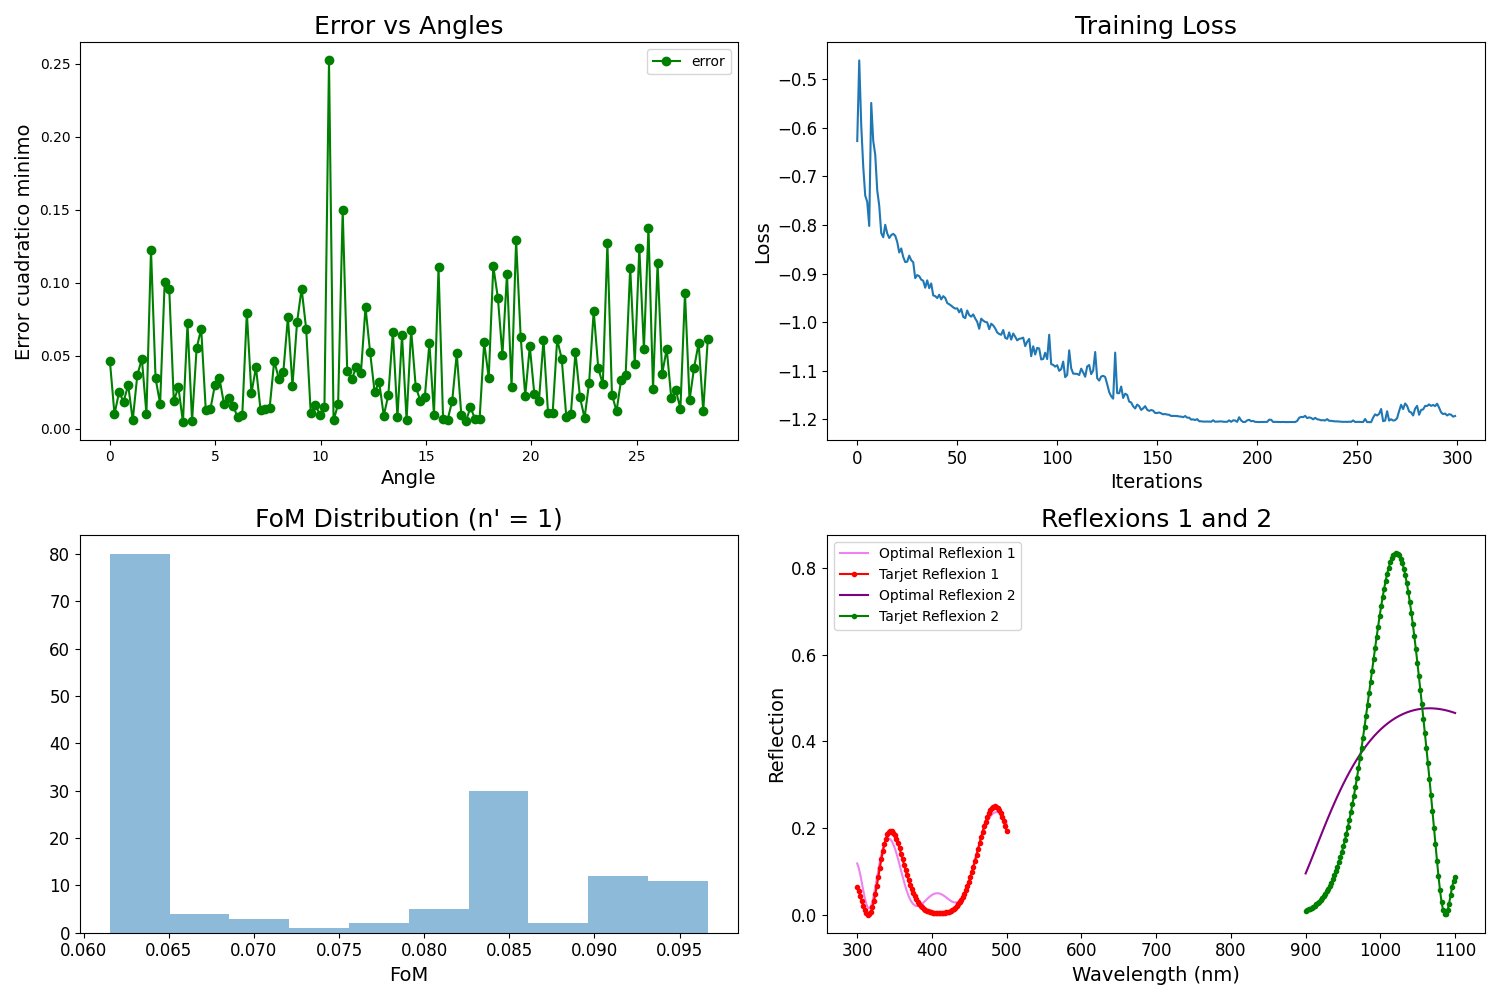 Error vs Angles
error
0.25
0.20
0.15
0.10
0.05
0.00
Error cuadratico minimo
0 5 10 15 20 25
Angle
Training Loss
−0.5
−0.6
−0.7
−0.8
−0.9
−1.0
−1.1
−1.2
Loss
0 50 100 150 200 250 300
Iterations
FoM Distribution (n' = 1)
80
70
60
50
40
30
20
10
0
0.060 0.065 0.070 0.075 0.080 0.085 0.090 0.095
FoM
Reflexions 1 and 2
Optimal Reflexion 1
Tarjet Reflexion 1
Optimal Reflexion 2
Tarjet Reflexion 2
0.8
0.6
0.4
0.2
0.0
Reflection
300 400 500 600 700 800 900 1000 1100
Wavelength (nm)